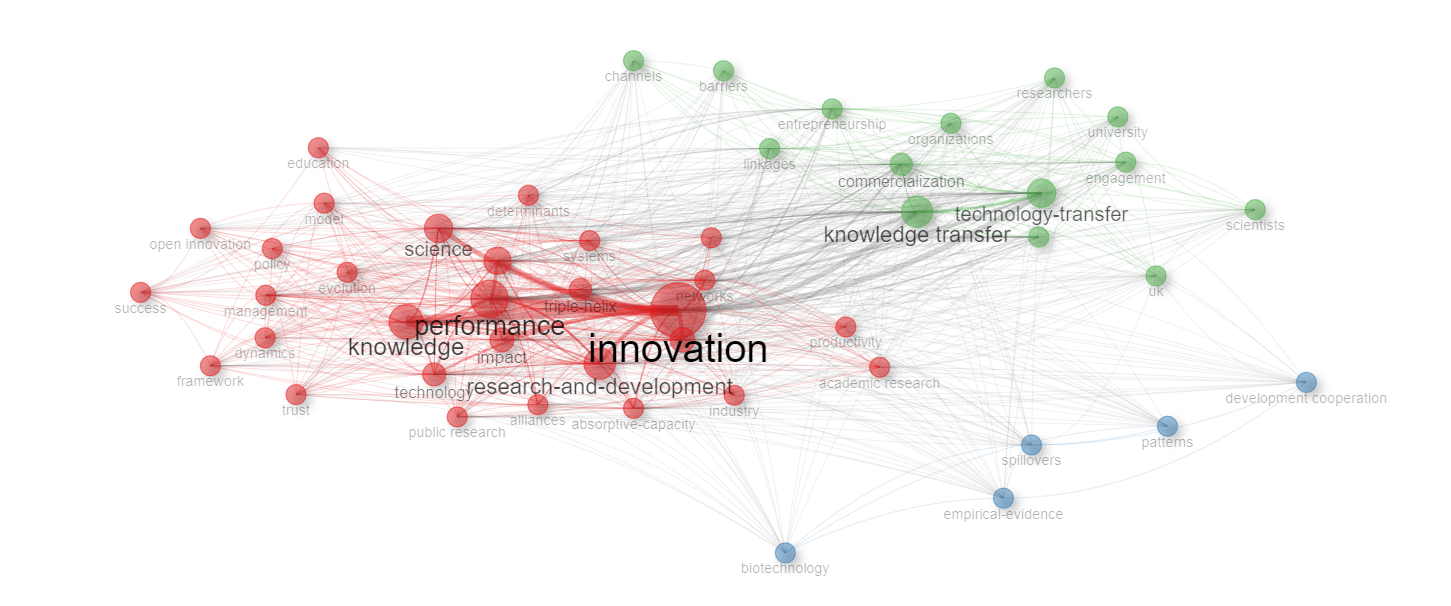 channels
barriers
researchers
entrepreneurship
university
organizations
education
linkages
engagement
commercialization
determinants
model
technology-transfer
scientists
knowledge transfer
open innovation
science
systems
policy
evolution
uk
networks
success
triple-helix
management
performance
productivity
knowledge
innovation
dynamics
impact
framework
academic research
research-and-development
technology
development cooperation
trust
industry
alliances
absorptive-capacity
public research
patterns
spillovers
empirical-evidence
biotechnology